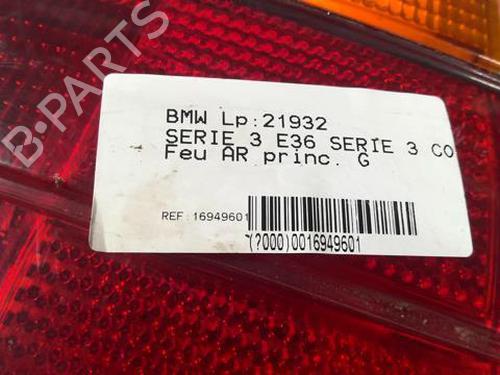 B-PARTS
BMW Lp:21932
SERIE 3 E36 SERIE 3 CO
Feu AR princ. G
REF: 16949601
(?000)0016949601